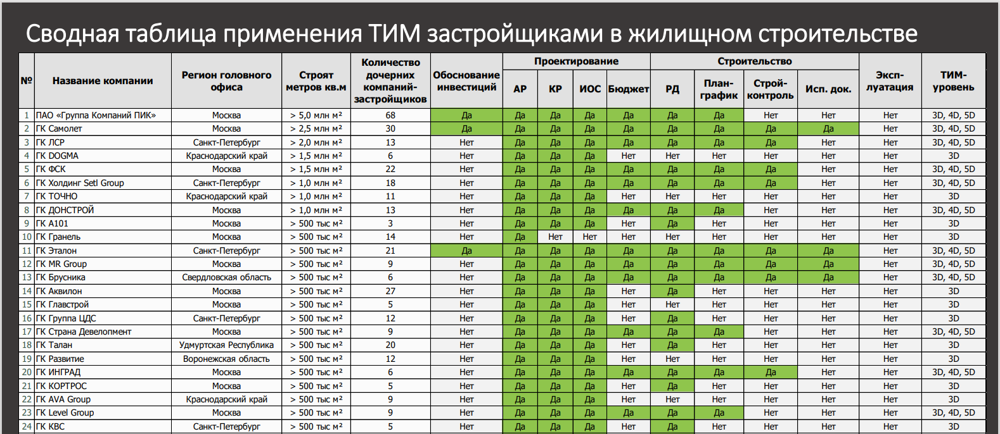 Сводная таблица применения ТИМ застройщиками в жилищном строительстве
№ Название компании Регион головного офиса Строят метров кв.м Количество дочерних компаний-застройщиков Обоснование инвестиций Проектирование Строительство Эксп-луатация ТИМ-уровень
АР КР ИОС Бюджет РД План-график Строй-контроль Исп. док.
1 ПАО «Группа Компаний ПИК» Москва > 5,0 млн м² 68 Да Да Да Да Да Да Да Нет Нет Нет 3D, 4D, 5D
2 ГК Самолет Москва > 2,5 млн м² 30 Да Да Да Да Да Да Да Да Да Нет 3D, 4D, 5D
3 ГК ЛСР Санкт-Петербург > 2,0 млн м² 13 Нет Да Да Да Да Да Да Да Нет Нет 3D, 4D, 5D
4 ГК DOGMA Краснодарский край > 1,5 млн м² 6 Нет Да Да Да Нет Нет Нет Нет Нет Нет 3D
5 ГК ФСК Москва > 1,5 млн м² 22 Нет Да Да Да Да Да Да Да Нет Нет 3D, 4D, 5D
6 ГК Холдинг Setl Group Санкт-Петербург > 1,0 млн м² 18 Нет Да Да Да Да Да Да Да Нет Нет 3D, 4D, 5D
7 ГК ТОЧНО Краснодарский край > 1,0 млн м² 11 Нет Да Да Да Нет Нет Нет Нет Нет Нет 3D
8 ГК ДОНСТРОЙ Москва > 1,0 млн м² 13 Нет Да Да Да Да Да Да Нет Нет Нет 3D, 4D, 5D
9 ГК А101 Москва > 500 тыс м² 3 Нет Да Да Да Нет Да Нет Нет Нет Нет 3D
10 ГК Гранель Москва > 500 тыс м² 14 Нет Да Нет Нет Нет Нет Нет Нет Нет Нет 3D
11 ГК Эталон Санкт-Петербург > 500 тыс м² 21 Да Да Да Да Да Да Да Да Да Нет 3D, 4D, 5D
12 ГК MR Group Москва > 500 тыс м² 9 Нет Да Да Да Да Да Да Да Да Нет 3D, 4D, 5D
13 ГК Брусника Свердловская область > 500 тыс м² 6 Нет Да Да Да Да Да Да Да Да Нет 3D, 4D, 5D
14 ГК Аквилон Москва > 500 тыс м² 27 Нет Да Да Да Нет Да Нет Нет Нет Нет 3D
15 ГК Главстрой Москва > 500 тыс м² 5 Нет Да Да Да Нет Нет Нет Нет Нет Нет 3D
16 ГК Группа ЦДС Санкт-Петербург > 500 тыс м² 12 Нет Да Да Да Нет Да Нет Нет Нет Нет 3D
17 ГК Страна Девелопмент Москва > 500 тыс м² 9 Нет Да Да Да Да Да Да Нет Нет Нет 3D, 4D, 5D
18 ГК Талан Удмуртская Республика > 500 тыс м² 20 Нет Да Да Да Нет Да Нет Нет Нет Нет 3D
19 ГК Развитие Воронежская область > 500 тыс м² 12 Нет Да Да Да Нет Нет Нет Нет Нет Нет 3D
20 ГК ИНГРАД Москва > 500 тыс м² 6 Нет Да Да Да Да Да Да Да Нет Нет 3D, 4D, 5D
21 ГК КОРТРОС Москва > 500 тыс м² 5 Нет Да Да Да Нет Да Нет Нет Нет Нет 3D
22 ГК AVA Group Краснодарский край > 500 тыс м² 9 Нет Да Да Да Нет Нет Нет Нет Нет Нет 3D
23 ГК Level Group Москва > 500 тыс м² 9 Нет Да Да Да Да Да Да Нет Нет Нет 3D, 4D, 5D
24 ГК КВС Санкт-Петербург > 500 тыс м² 5 Нет Да Да Да Нет Да Нет Нет Нет Нет 3D